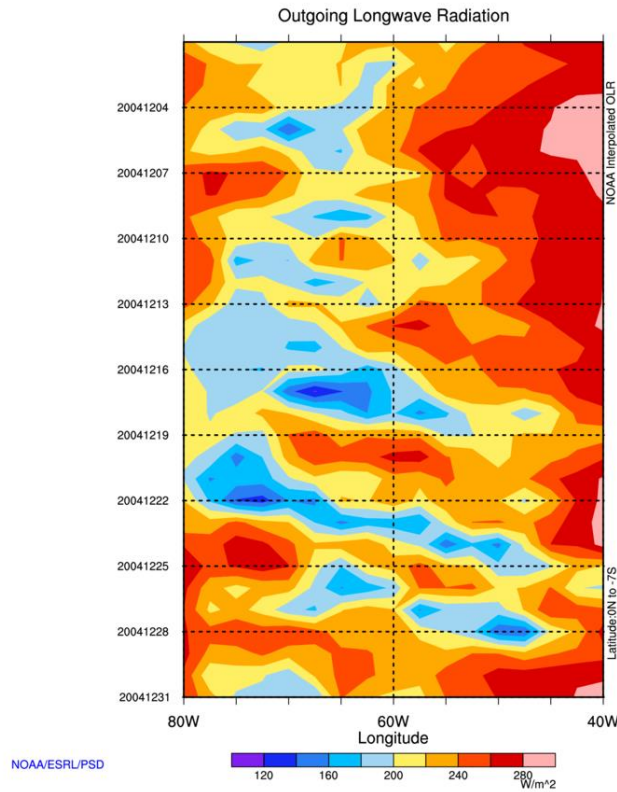 Outgoing Longwave Radiation
20041204
20041207
20041210
20041213
20041216
20041219
20041222
20041225
20041228
20041231
NOAA Interpolated OLR
Latitude:0N to -7S
80W 60W 40W
Longitude
NOAA/ESRL/PSD
120 160 200 240 280
W/m^2